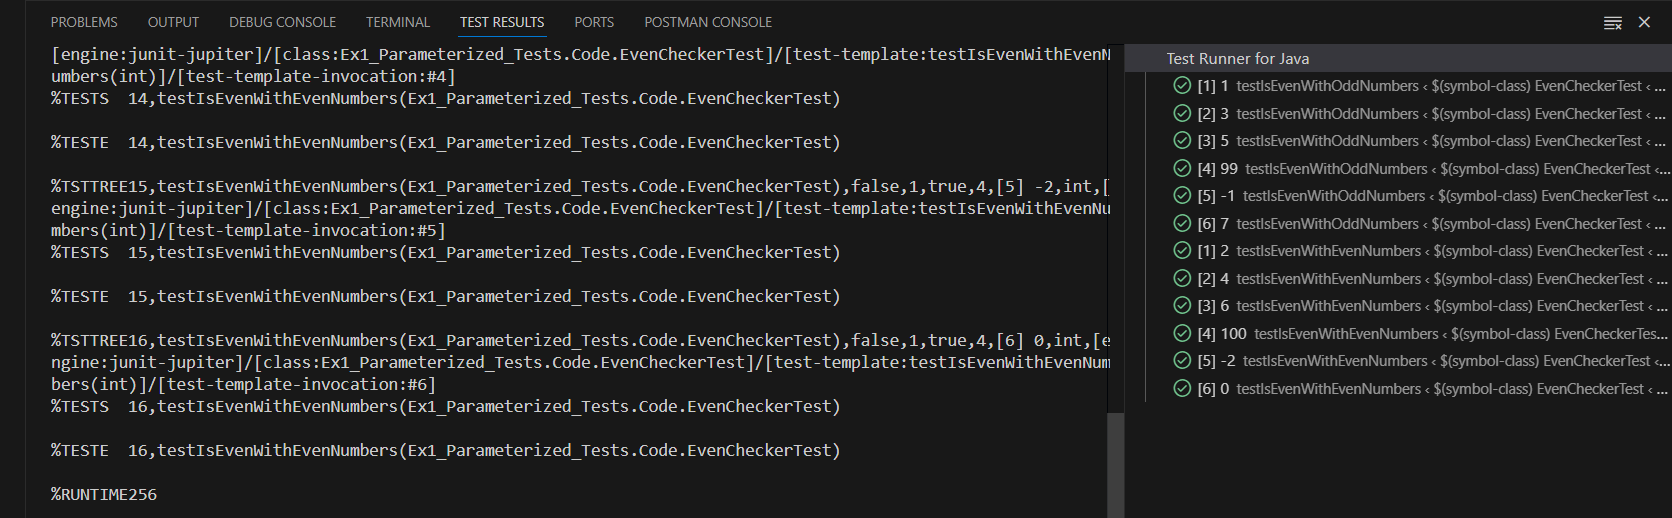 PROBLEMS OUTPUT DEBUG CONSOLE TERMINAL TEST RESULTS PORTS POSTMAN CONSOLE
[engine:junit-jupiter]/[class:Ex1_Parameterized_Tests.Code.EvenCheckerTest]/[test-template:testIsEvenWithEvenN
umbers(int)]/[test-template-invocation:#4]
%TESTS  14,testIsEvenWithEvenNumbers(Ex1_Parameterized_Tests.Code.EvenCheckerTest)
%TESTE  14,testIsEvenWithEvenNumbers(Ex1_Parameterized_Tests.Code.EvenCheckerTest)
%TSTTREE15,testIsEvenWithEvenNumbers(Ex1_Parameterized_Tests.Code.EvenCheckerTest),false,1,true,4,[5] -2,int,[
engine:junit-jupiter]/[class:Ex1_Parameterized_Tests.Code.EvenCheckerTest]/[test-template:testIsEvenWithEvenNu
mbers(int)]/[test-template-invocation:#5]
%TESTS  15,testIsEvenWithEvenNumbers(Ex1_Parameterized_Tests.Code.EvenCheckerTest)
%TESTE  15,testIsEvenWithEvenNumbers(Ex1_Parameterized_Tests.Code.EvenCheckerTest)
%TSTTREE16,testIsEvenWithEvenNumbers(Ex1_Parameterized_Tests.Code.EvenCheckerTest),false,1,true,4,[6] 0,int,[e
ngine:junit-jupiter]/[class:Ex1_Parameterized_Tests.Code.EvenCheckerTest]/[test-template:testIsEvenWithEvenNum
bers(int)]/[test-template-invocation:#6]
%TESTS  16,testIsEvenWithEvenNumbers(Ex1_Parameterized_Tests.Code.EvenCheckerTest)
%TESTE  16,testIsEvenWithEvenNumbers(Ex1_Parameterized_Tests.Code.EvenCheckerTest)
%RUNTIME256
Test Runner for Java
[1] 1 testIsEvenWithOddNumbers ‹ $(symbol-class) EvenCheckerTest ‹ ...
[2] 3 testIsEvenWithOddNumbers ‹ $(symbol-class) EvenCheckerTest ‹ ...
[3] 5 testIsEvenWithOddNumbers ‹ $(symbol-class) EvenCheckerTest ‹ ...
[4] 99 testIsEvenWithOddNumbers ‹ $(symbol-class) EvenCheckerTest ‹ ...
[5] -1 testIsEvenWithOddNumbers ‹ $(symbol-class) EvenCheckerTest ‹ ...
[6] 7 testIsEvenWithOddNumbers ‹ $(symbol-class) EvenCheckerTest ‹ ...
[1] 2 testIsEvenWithEvenNumbers ‹ $(symbol-class) EvenCheckerTest ‹ ...
[2] 4 testIsEvenWithEvenNumbers ‹ $(symbol-class) EvenCheckerTest ‹ ...
[3] 6 testIsEvenWithEvenNumbers ‹ $(symbol-class) EvenCheckerTest ‹ ...
[4] 100 testIsEvenWithEvenNumbers ‹ $(symbol-class) EvenCheckerTes...
[5] -2 testIsEvenWithEvenNumbers ‹ $(symbol-class) EvenCheckerTest ‹...
[6] 0 testIsEvenWithEvenNumbers ‹ $(symbol-class) EvenCheckerTest ‹ ...